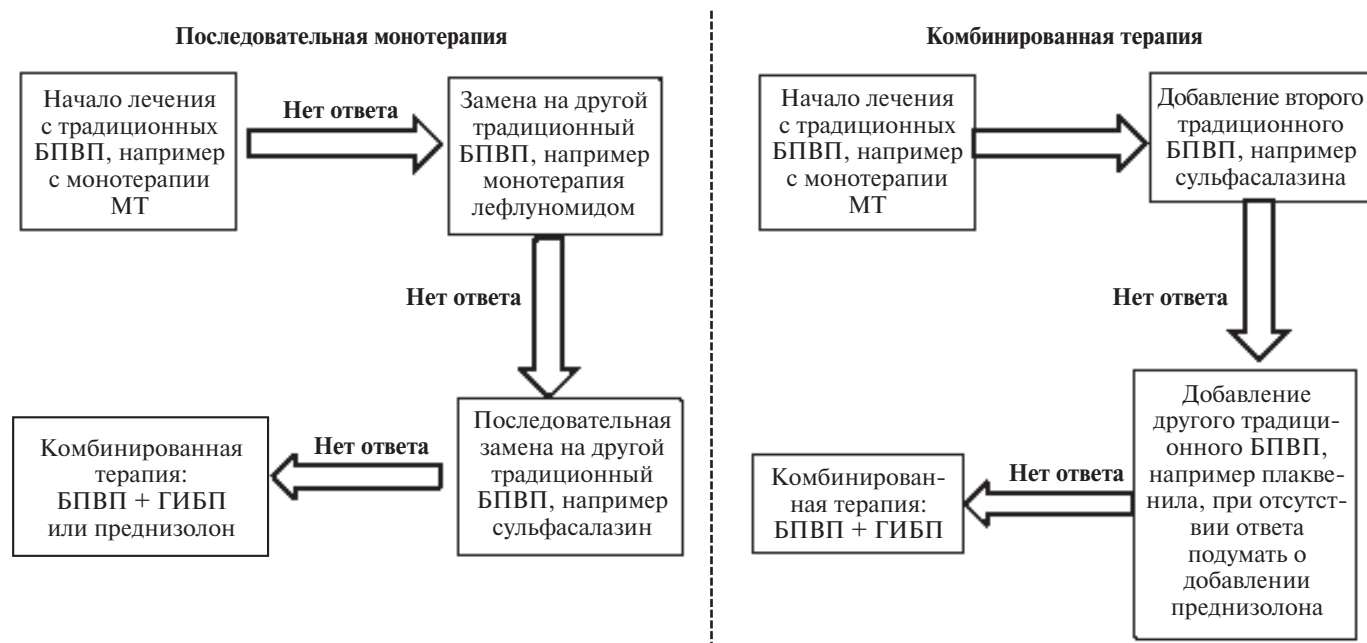 Последовательная монотерапия
Начало лечения
с традиционных
БПВП, например
с монотерапии
МТ
Нет ответа
Замена на другой
традиционный
БПВП, например
монотерапия
лефлуномидом
Нет ответа
Последовательная
замена на другой
традиционный
БПВП, например
сульфасалазин
Нет ответа
Комбинированная
терапия:
БПВП + ГИБП
или преднизолон
Комбинированная терапия
Начало лечения
с традиционных
БПВП, например
с монотерапии
МТ
Добавление второго
традиционного
БПВП, например
сульфасалазина
Нет ответа
Добавление
другого традици-
онного БПВП,
например плакве-
нила, при отсутст-
вии ответа
подумать о
добавлении
преднизолона
Нет ответа
Комбинирован-
ная терапия:
БПВП + ГИБП